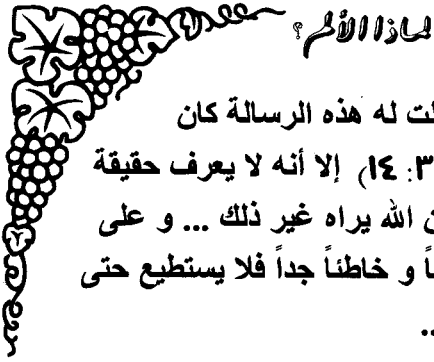 لماذا الألم؟
لت له هذه الرسالة كان
٣: ١٤) إلا أنه لا يعرف حقيقة
ن الله يراه غير ذلك ... و على
اً و خاطئاً جداً فلا يستطيع حتى
..